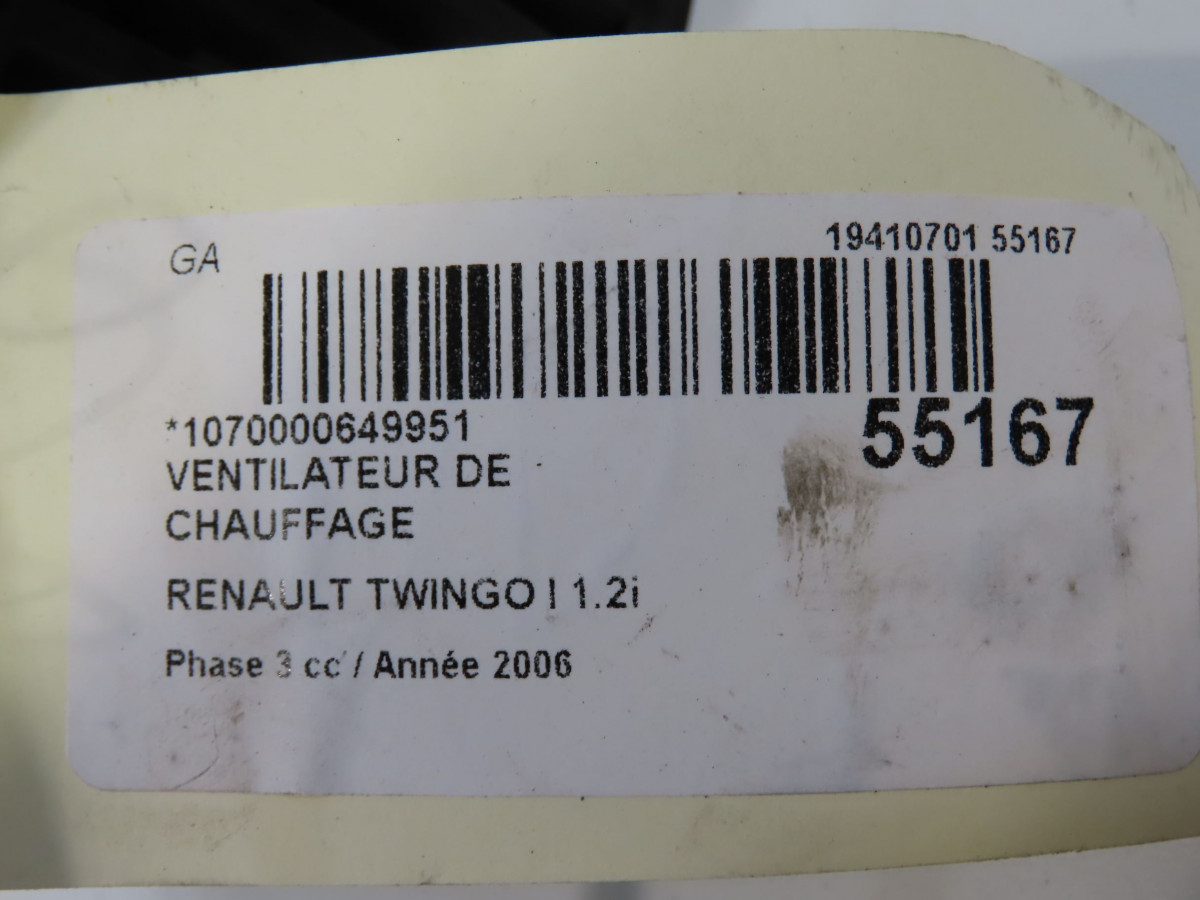 GA
19410701 55167
*1070000649951
55167
VENTILATEUR DE
CHAUFFAGE
RENAULT TWINGO I 1.2i
Phase 3 cc / Année 2006